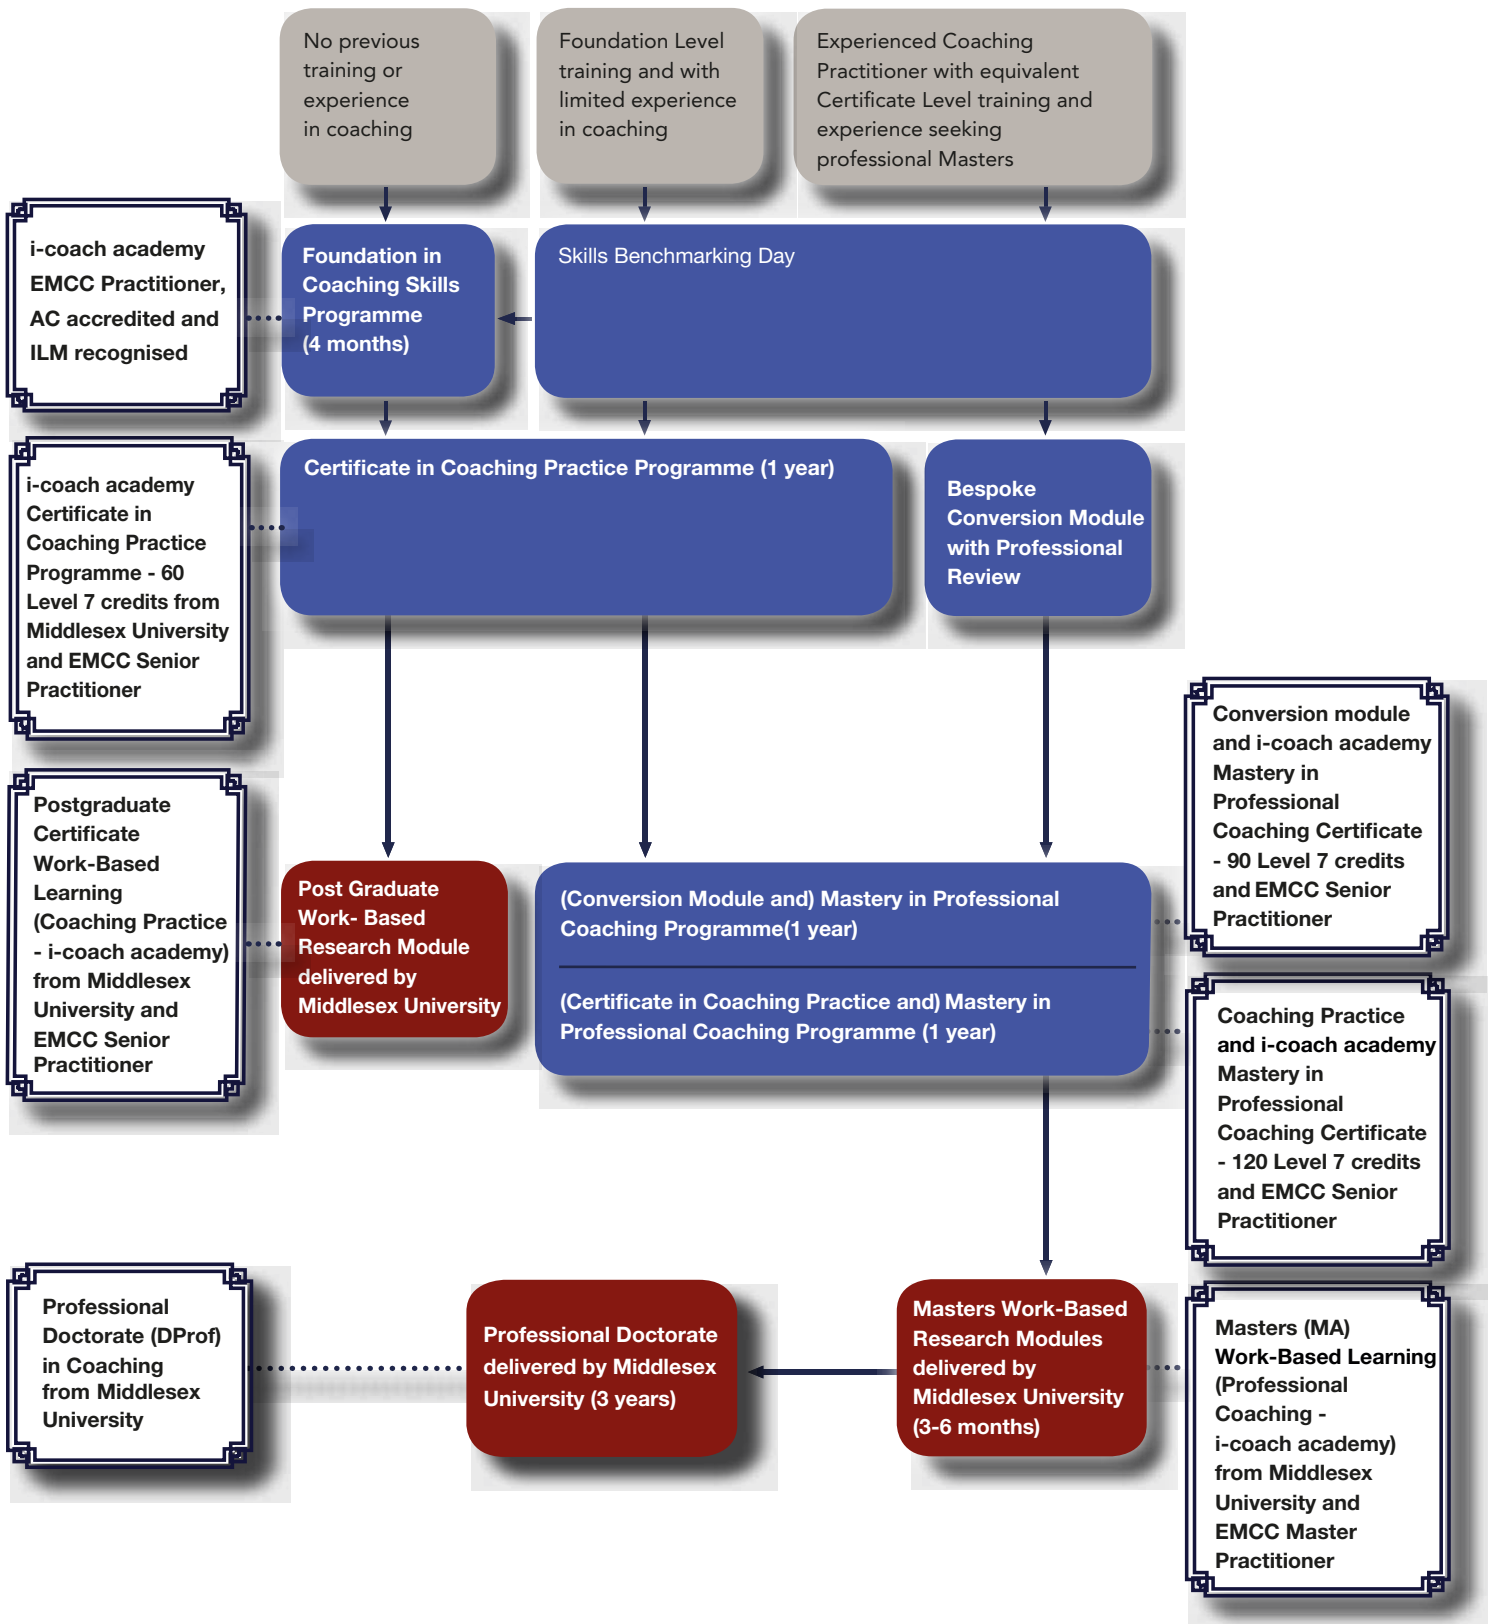 No previous
training or
experience
in coaching
Foundation Level
training and with
limited experience
in coaching
Experienced Coaching
Practitioner with equivalent
Certificate Level training and
experience seeking
professional Masters
i-coach academy
EMCC Practitioner,
AC accredited and
ILM recognised
Foundation in
Coaching Skills
Programme
(4 months)
Skills Benchmarking Day
i-coach academy
Certificate in
Coaching Practice
Programme - 60
Level 7 credits from
Middlesex University
and EMCC Senior
Practitioner
Certificate in Coaching Practice Programme (1 year)
Bespoke
Conversion Module
with Professional
Review
Conversion module
and i-coach academy
Mastery in
Professional
Coaching Certificate
- 90 Level 7 credits
and EMCC Senior
Practitioner
Postgraduate
Certificate
Work-Based
Learning
(Coaching Practice
- i-coach academy)
from Middlesex
University and
EMCC Senior
Practitioner
Post Graduate
Work- Based
Research Module
delivered by
Middlesex University
(Conversion Module and) Mastery in Professional
Coaching Programme(1 year)
(Certificate in Coaching Practice and) Mastery in
Professional Coaching Programme (1 year)
Coaching Practice
and i-coach academy
Mastery in
Professional
Coaching Certificate
- 120 Level 7 credits
and EMCC Senior
Practitioner
Professional
Doctorate (DProf)
in Coaching
from Middlesex
University
Professional Doctorate
delivered by Middlesex
University (3 years)
Masters Work-Based
Research Modules
delivered by
Middlesex University
(3-6 months)
Masters (MA)
Work-Based Learning
(Professional
Coaching -
i-coach academy)
from Middlesex
University and
EMCC Master
Practitioner